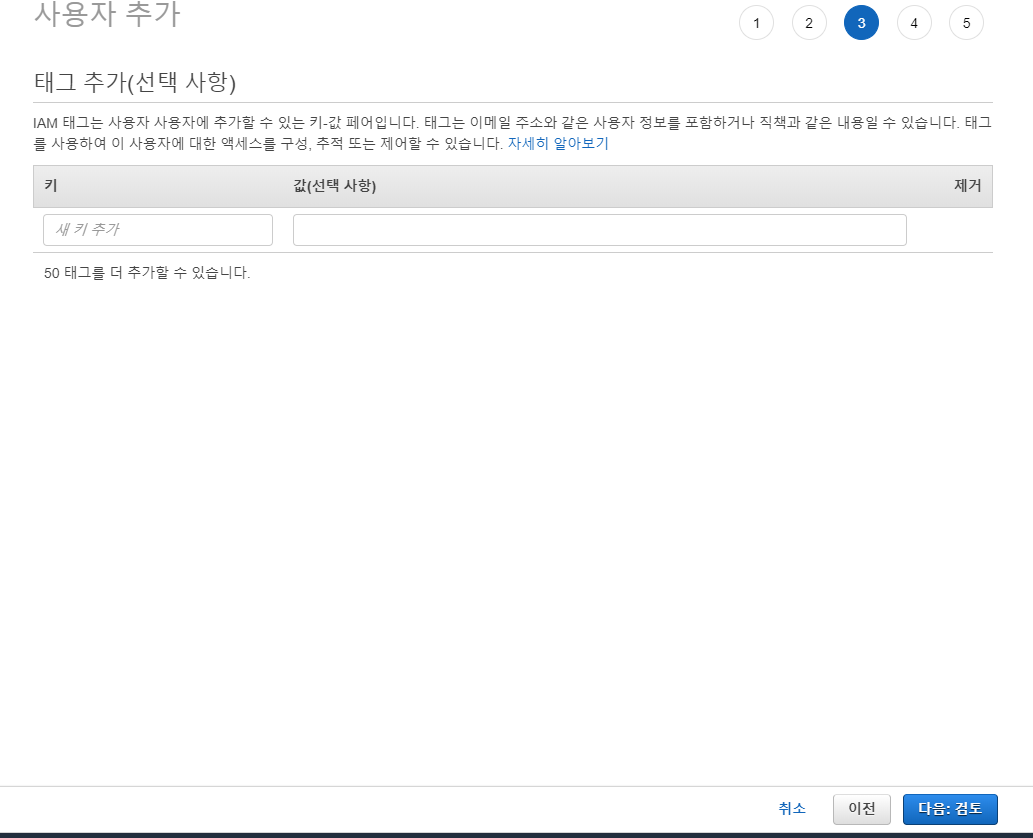 사용자 추가
1 2 3 4 5
태그 추가(선택 사항)
IAM 태그는 사용자 사용자에 추가할 수 있는 키-값 페어입니다. 태그는 이메일 주소와 같은 사용자 정보를 포함하거나 직책과 같은 내용일 수 있습니다. 태그
를 사용하여 이 사용자에 대한 액세스를 구성, 추적 또는 제어할 수 있습니다. 자세히 알아보기
키 값(선택 사항) 제거
새 키 추가
50 태그를 더 추가할 수 있습니다.
취소 이전 다음: 검토